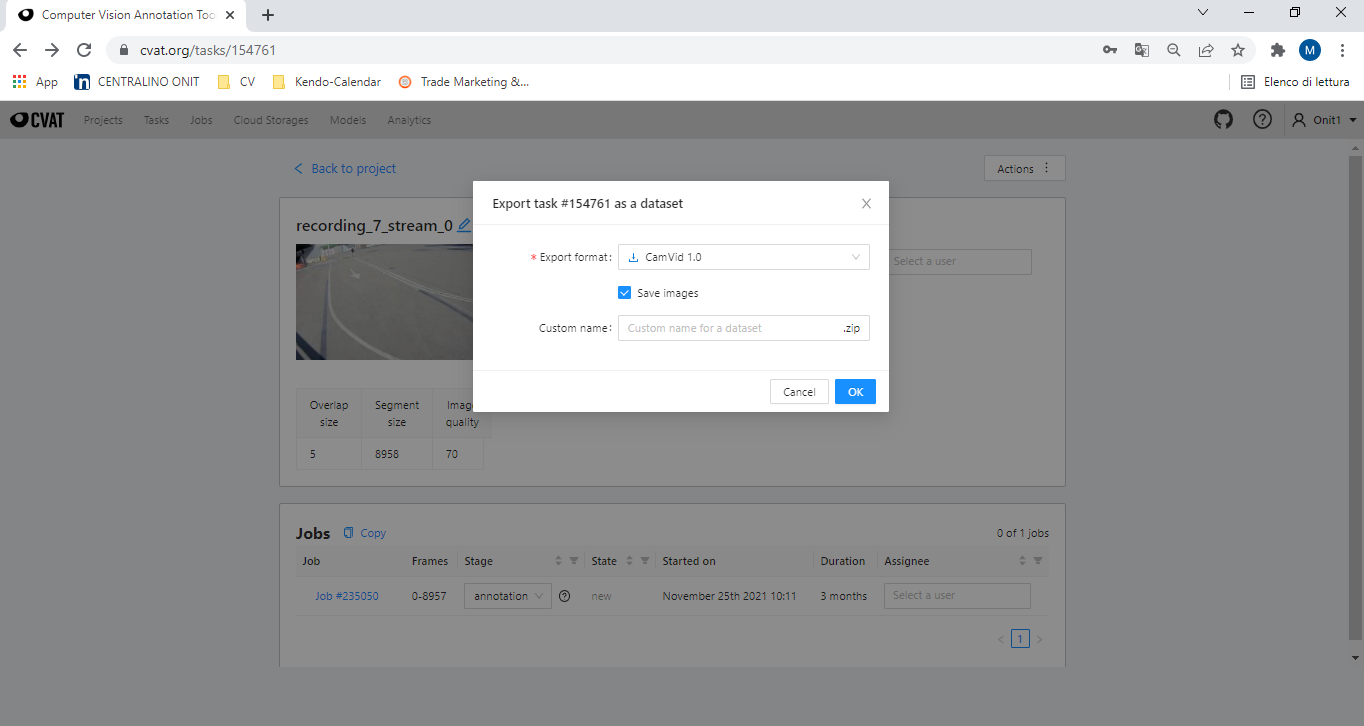 Computer Vision Annotation Too
cvat.org/tasks/154761
M
App
CENTRALINO ONIT
CV
Kendo-Calendar
Trade Marketing &...
Elenco di lettura
CVAT
Projects
Tasks
Jobs
Cloud Storages
Models
Analytics
Onit1
Back to project
Actions
Export task #154761 as a dataset
recording_7_stream_0
* Export format:
CamVid 1.0
Select a user
Save images
Custom name:
Custom name for a dataset
.zip
Cancel
OK
Overlap size
Segment size
Imag quality
5
8958
70
Jobs
Copy
0 of 1 jobs
Job
Frames
Stage
State
Started on
Duration
Assignee
Job #235050
0-8957
annotation
new
November 25th 2021 10:11
3 months
Select a user
< 1 >